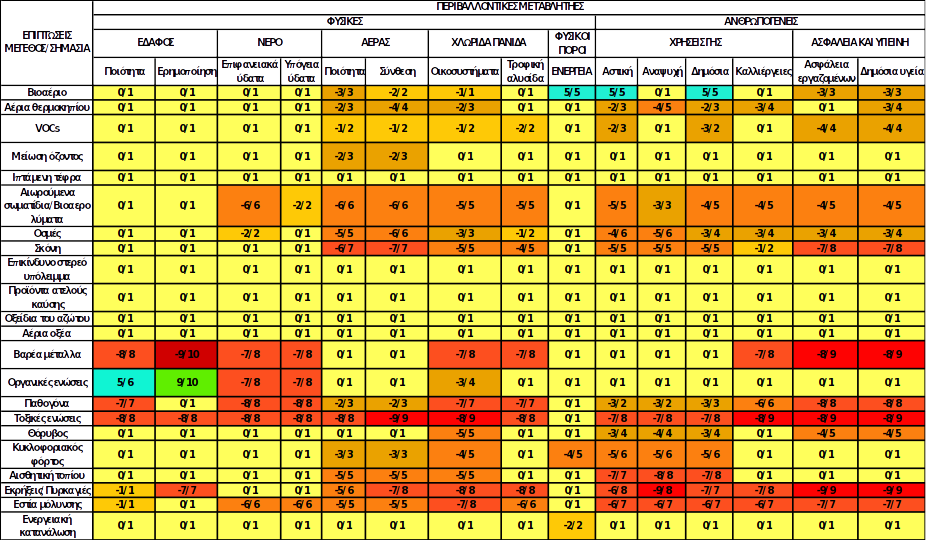 ΠΕΡΙΒΑΛΛΟΝΤΙΚΕΣ ΜΕΤΑΒΛΗΤΕΣ
ΕΠΙΠΤΩΣΕΙΣ ΜΕΓΕΘΟΣ/ ΣΗΜΑΣΙΑ
ΦΥΣΙΚΕΣ ΑΝΘΡΩΠΟΓΕΝΕΙΣ
ΕΔΑΦΟΣ ΝΕΡΟ ΑΕΡΑΣ ΧΛΩΡΙΔΑ ΠΑΝΙΔΑ ΦΥΣΙΚΟΙ ΠΟΡΟΙ ΧΡΗΣΕΙΣ ΓΗΣ ΑΣΦΑΛΕΙΑ ΚΑΙ ΥΓΙΕΙΝΗ
Ποιότητα Ερημοποίηση Επιφανειακά ύδατα Υπόγεια ύδατα Ποιότητα Σύνθεση Οικοσυστήματα Τροφική αλυσίδα ΕΝΕΡΓΕΙΑ Αστική Αναψυχή Δημόσια Καλλιέργειες Ασφάλεια εργαζομένων Δημόσια υγεία
Βιοαέριο 0/1 0/1 0/1 0/1 -3/3 -2/2 -1/1 0/1 5/5 5/5 0/1 5/5 0/1 -3/3 -3/3
Αέρια θερμοκηπίου 0/1 0/1 0/1 0/1 -2/3 -4/4 -2/3 0/1 0/1 -2/3 -4/5 -2/3 -3/4 0/1 -3/4
VOCs 0/1 0/1 0/1 0/1 -1/2 -1/2 -1/2 -2/2 0/1 -2/3 0/1 -3/2 0/1 -4/4 -4/4
Μείωση όζοντος 0/1 0/1 0/1 0/1 -2/3 -2/3 0/1 0/1 0/1 0/1 0/1 0/1 0/1 0/1 0/1
Ιπτάμενη τέφρα 0/1 0/1 0/1 0/1 0/1 0/1 0/1 0/1 0/1 0/1 0/1 0/1 0/1 0/1 0/1
Αιωρούμενα σωματίδια/Βιοαερολύματα 0/1 0/1 -6/6 -2/2 -6/6 -6/6 -5/5 -5/5 0/1 -5/5 -3/3 -4/5 -4/5 -4/5 -4/5
Οσμές 0/1 0/1 -2/2 0/1 -5/5 -6/6 -3/3 -1/2 0/1 -4/6 -5/6 -3/4 -3/4 -3/4 -3/4
Σκόνη 0/1 0/1 0/1 0/1 -6/7 -7/7 -5/5 -4/5 0/1 -5/5 -5/5 -5/5 -1/2 -7/8 -7/8
Επικίνδυνο στερεό υπόλειμμα 0/1 0/1 0/1 0/1 0/1 0/1 0/1 0/1 0/1 0/1 0/1 0/1 0/1 0/1 0/1
Προϊόντα ατελούς καύσης 0/1 0/1 0/1 0/1 0/1 0/1 0/1 0/1 0/1 0/1 0/1 0/1 0/1 0/1 0/1
Οξείδια του αζώτου 0/1 0/1 0/1 0/1 0/1 0/1 0/1 0/1 0/1 0/1 0/1 0/1 0/1 0/1 0/1
Αέρια οξέα 0/1 0/1 0/1 0/1 0/1 0/1 0/1 0/1 0/1 0/1 0/1 0/1 0/1 0/1 0/1
Βαρέα μέταλλα -8/8 -9/10 -7/8 -7/8 0/1 0/1 -7/8 -7/8 0/1 0/1 0/1 0/1 -7/8 -8/9 -8/9
Οργανικές ενώσεις 5/6 9/10 -7/8 -7/8 0/1 0/1 -3/4 0/1 0/1 0/1 0/1 0/1 0/1 0/1 0/1
Παθογόνα -7/7 0/1 -8/8 -8/8 -2/3 -2/3 -7/7 -7/7 0/1 -3/2 -3/2 -3/3 -6/6 -8/8 -8/8
Τοξικές ενώσεις -8/8 -8/8 -8/8 -8/8 -8/8 -9/9 -8/9 -8/8 0/1 -7/8 -7/8 -7/8 -8/9 -8/9 -8/9
Θόρυβος 0/1 0/1 0/1 0/1 0/1 0/1 -5/5 0/1 0/1 -3/4 -4/4 -3/4 0/1 -4/5 -4/5
Κυκλοφοριακός φόρτος 0/1 0/1 0/1 0/1 -3/3 -3/3 -4/5 0/1 -4/5 -5/6 -5/6 -5/6 0/1 0/1 0/1
Αισθητική τοπίου 0/1 0/1 0/1 0/1 -5/5 -5/5 -5/5 0/1 0/1 -7/7 -8/8 -7/8 0/1 0/1 0/1
Εκρήξεις Πυρκαγιές -1/1 -7/7 0/1 0/1 -5/6 -7/8 -8/8 -8/8 0/1 -6/8 -9/8 -7/7 -7/8 -9/9 -9/9
Εστία μόλυνσης -1/1 0/1 -6/6 -6/6 -5/5 -5/5 -7/8 -6/6 0/1 -6/7 -6/7 -6/7 -6/7 -7/7 -7/7
Ενεργειακή κατανάλωση 0/1 0/1 0/1 0/1 0/1 0/1 0/1 0/1 -2/2 0/1 0/1 0/1 0/1 0/1 0/1